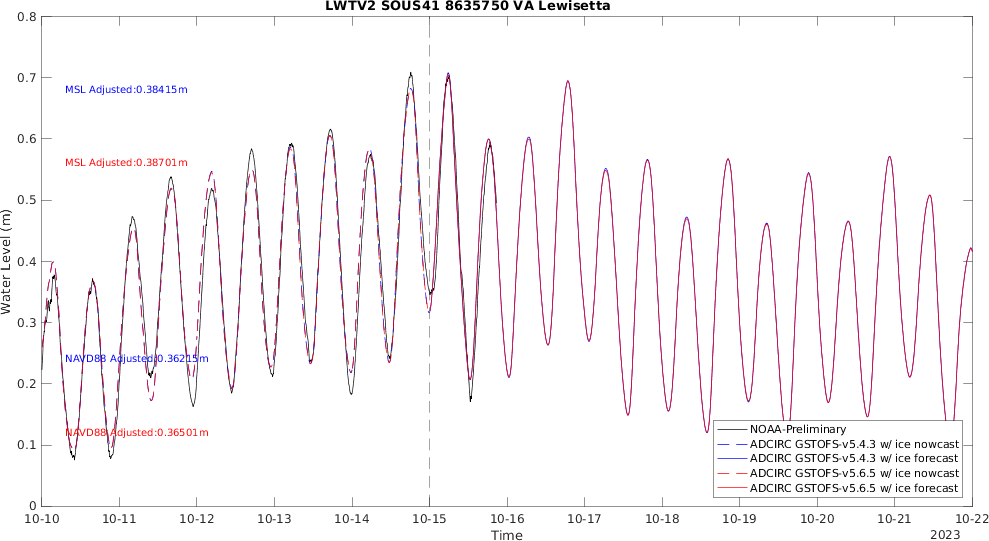 LWTV2 SOUS41 8635750 VA Lewisetta
0.8
0.7
0.6
0.5
0.4
0.3
0.2
0.1
0
Water Level (m)
MSL Adjusted:0.38415m
MSL Adjusted:0.38701m
NAVD88 Adjusted:0.36215m
NAVD88 Adjusted:0.36501m
NOAA-Preliminary
ADCIRC GSTOFS-v5.4.3 w/ ice nowcast
ADCIRC GSTOFS-v5.4.3 w/ ice forecast
ADCIRC GSTOFS-v5.6.5 w/ ice nowcast
ADCIRC GSTOFS-v5.6.5 w/ ice forecast
10-10 10-11 10-12 10-13 10-14 10-15 10-16 10-17 10-18 10-19 10-20 10-21 10-22
Time
2023